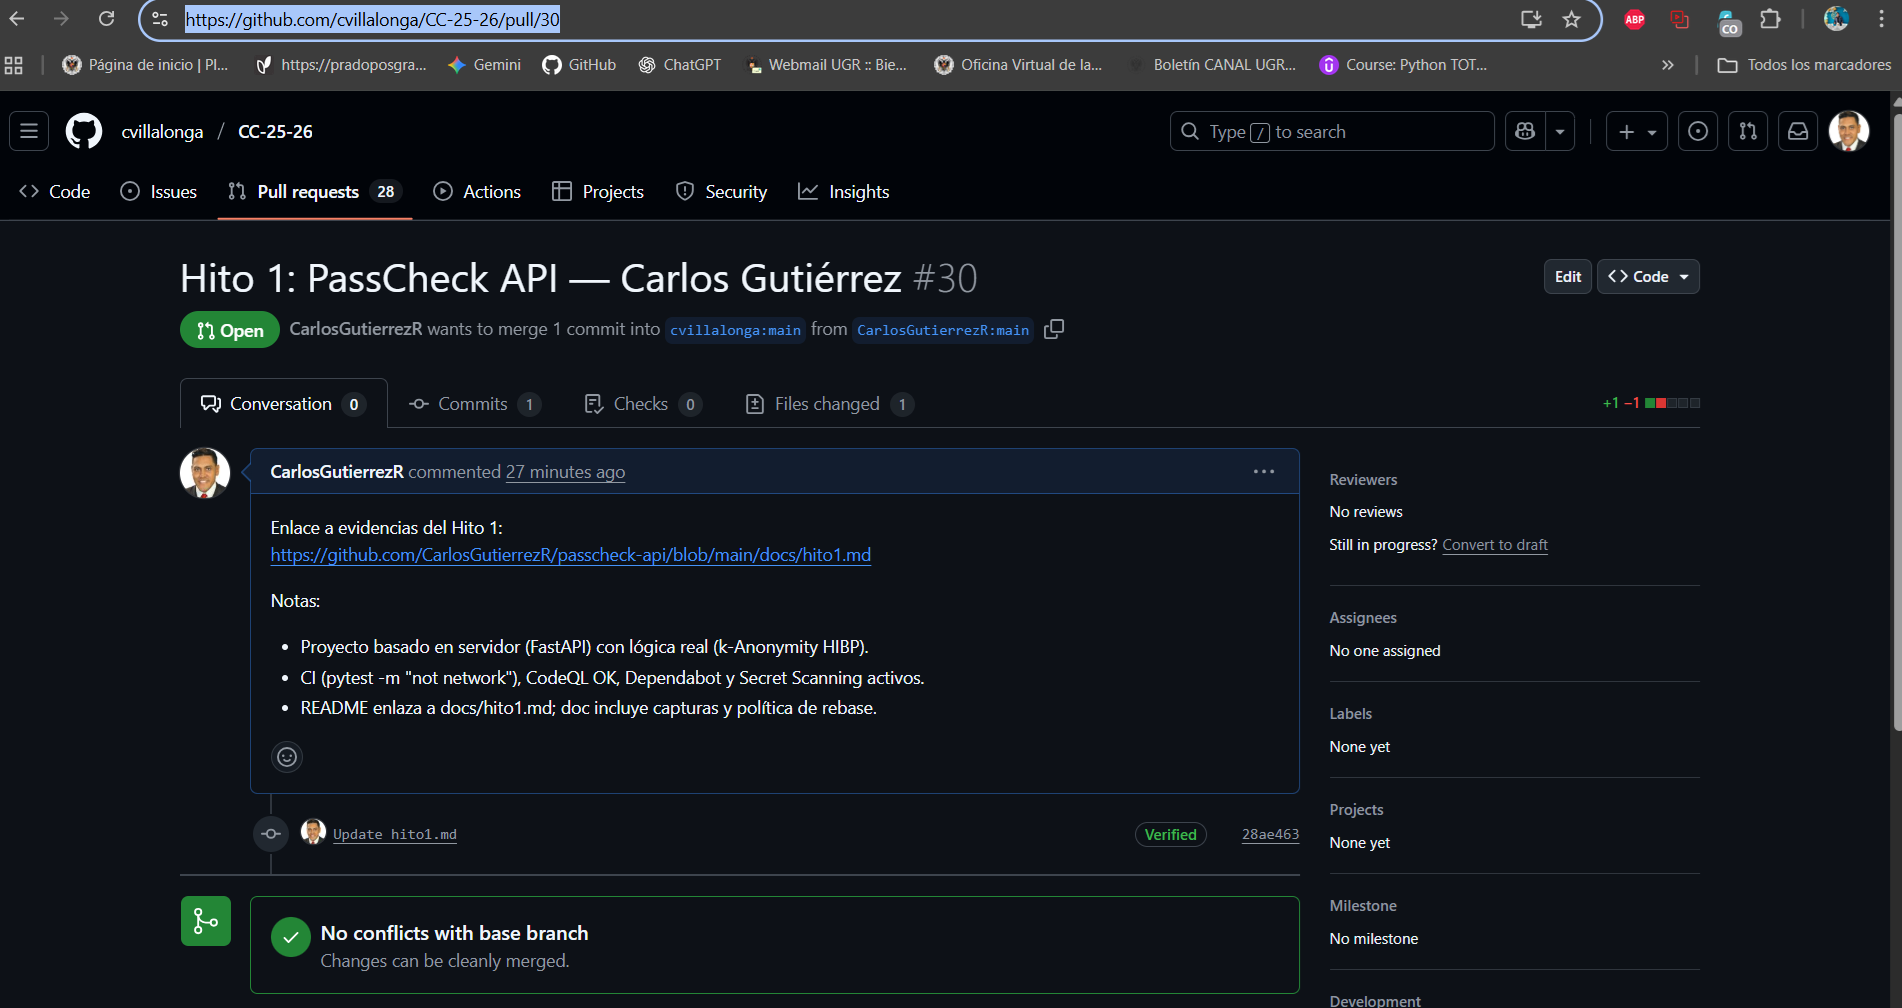 https://github.com/cvillalonga/CC-25-26/pull/30
ABP
CO
Página de inicio | Pl...
https://pradoposgra...
Gemini
GitHub
ChatGPT
Webmail UGR :: Bie...
Oficina Virtual de la...
Boletín CANAL UGR...
Course: Python TOT...
»
Todos los marcadores
cvillalonga / CC-25-26
Type / to search
Code
Issues
Pull requests 28
Actions
Projects
Security
Insights
Hito 1: PassCheck API — Carlos Gutiérrez #30
Edit
<> Code
Open
CarlosGutierrezR wants to merge 1 commit into cvillalonga:main from CarlosGutierrezR:main
Conversation 0
Commits 1
Checks 0
Files changed 1
+1 −1
CarlosGutierrezR commented 27 minutes ago
Enlace a evidencias del Hito 1:
https://github.com/CarlosGutierrezR/passcheck-api/blob/main/docs/hito1.md
Notas:
• Proyecto basado en servidor (FastAPI) con lógica real (k-Anonymity HIBP).
• CI (pytest -m "not network"), CodeQL OK, Dependabot y Secret Scanning activos.
• README enlaza a docs/hito1.md; doc incluye capturas y política de rebase.
Update hito1.md
Verified
28ae463
No conflicts with base branch
Changes can be cleanly merged.
Reviewers
No reviews
Still in progress? Convert to draft
Assignees
No one assigned
Labels
None yet
Projects
None yet
Milestone
No milestone
Development